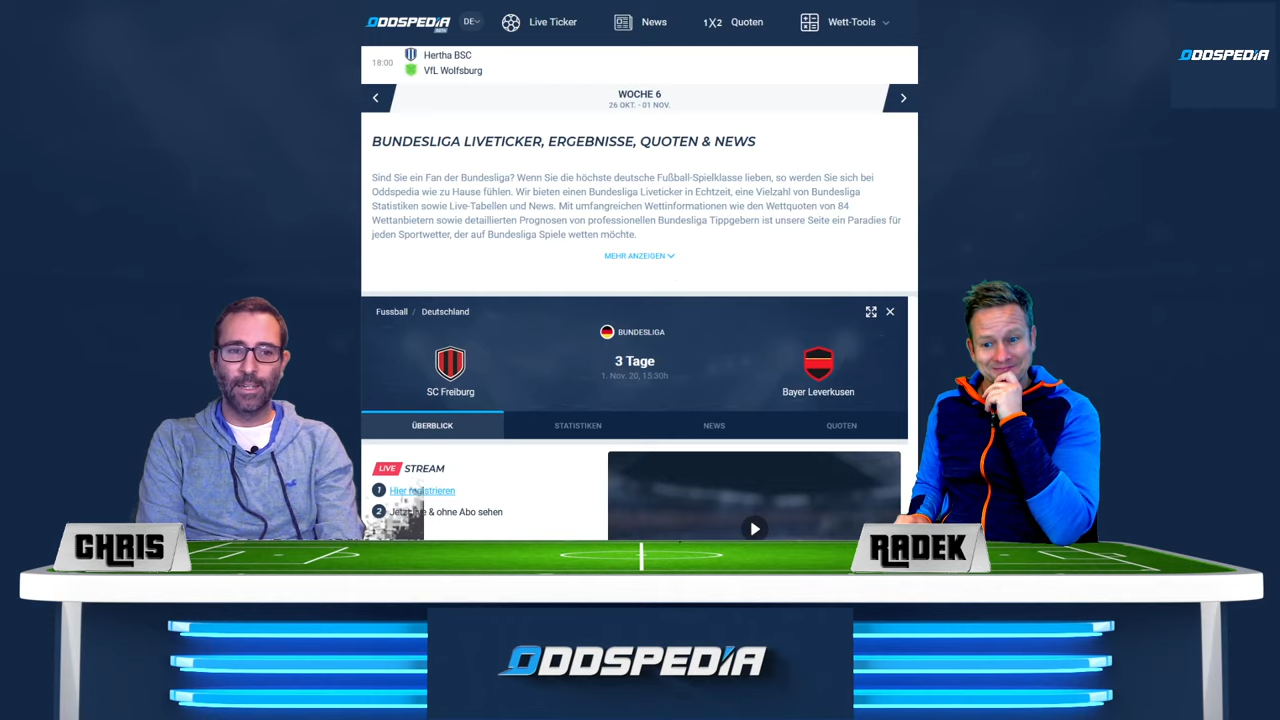 ODDSPEDIA
BETA
DE
Live Ticker
News
1X2 Quoten
Wett-Tools
ODDSPEDIA
18:00
Hertha BSC
VfL Wolfsburg
WOCHE 6
26 OKT. - 01 NOV.
BUNDESLIGA LIVETICKER, ERGEBNISSE, QUOTEN & NEWS
Sind Sie ein Fan der Bundesliga? Wenn Sie die höchste deutsche Fußball-Spielklasse lieben, so werden Sie sich bei
Oddspedia wie zu Hause fühlen. Wir bieten einen Bundesliga Liveticker in Echtzeit, eine Vielzahl von Bundesliga
Statistiken sowie Live-Tabellen und News. Mit umfangreichen Wettinformationen wie den Wettquoten von 84
Wettanbietern sowie detaillierten Prognosen von professionellen Bundesliga Tippgebern ist unsere Seite ein Paradies für
jeden Sportwetter, der auf Bundesliga Spiele wetten möchte.
MEHR ANZEIGEN
Fussball / Deutschland
BUNDESLIGA
3 Tage
1. Nov. 20, 15:30h
SC Freiburg
Bayer Leverkusen
ÜBERBLICK
STATISTIKEN
NEWS
QUOTEN
LIVE STREAM
1 Hier registrieren
2 & ohne Abo sehen
CHRIS
RADEK
ODDSPEDIA